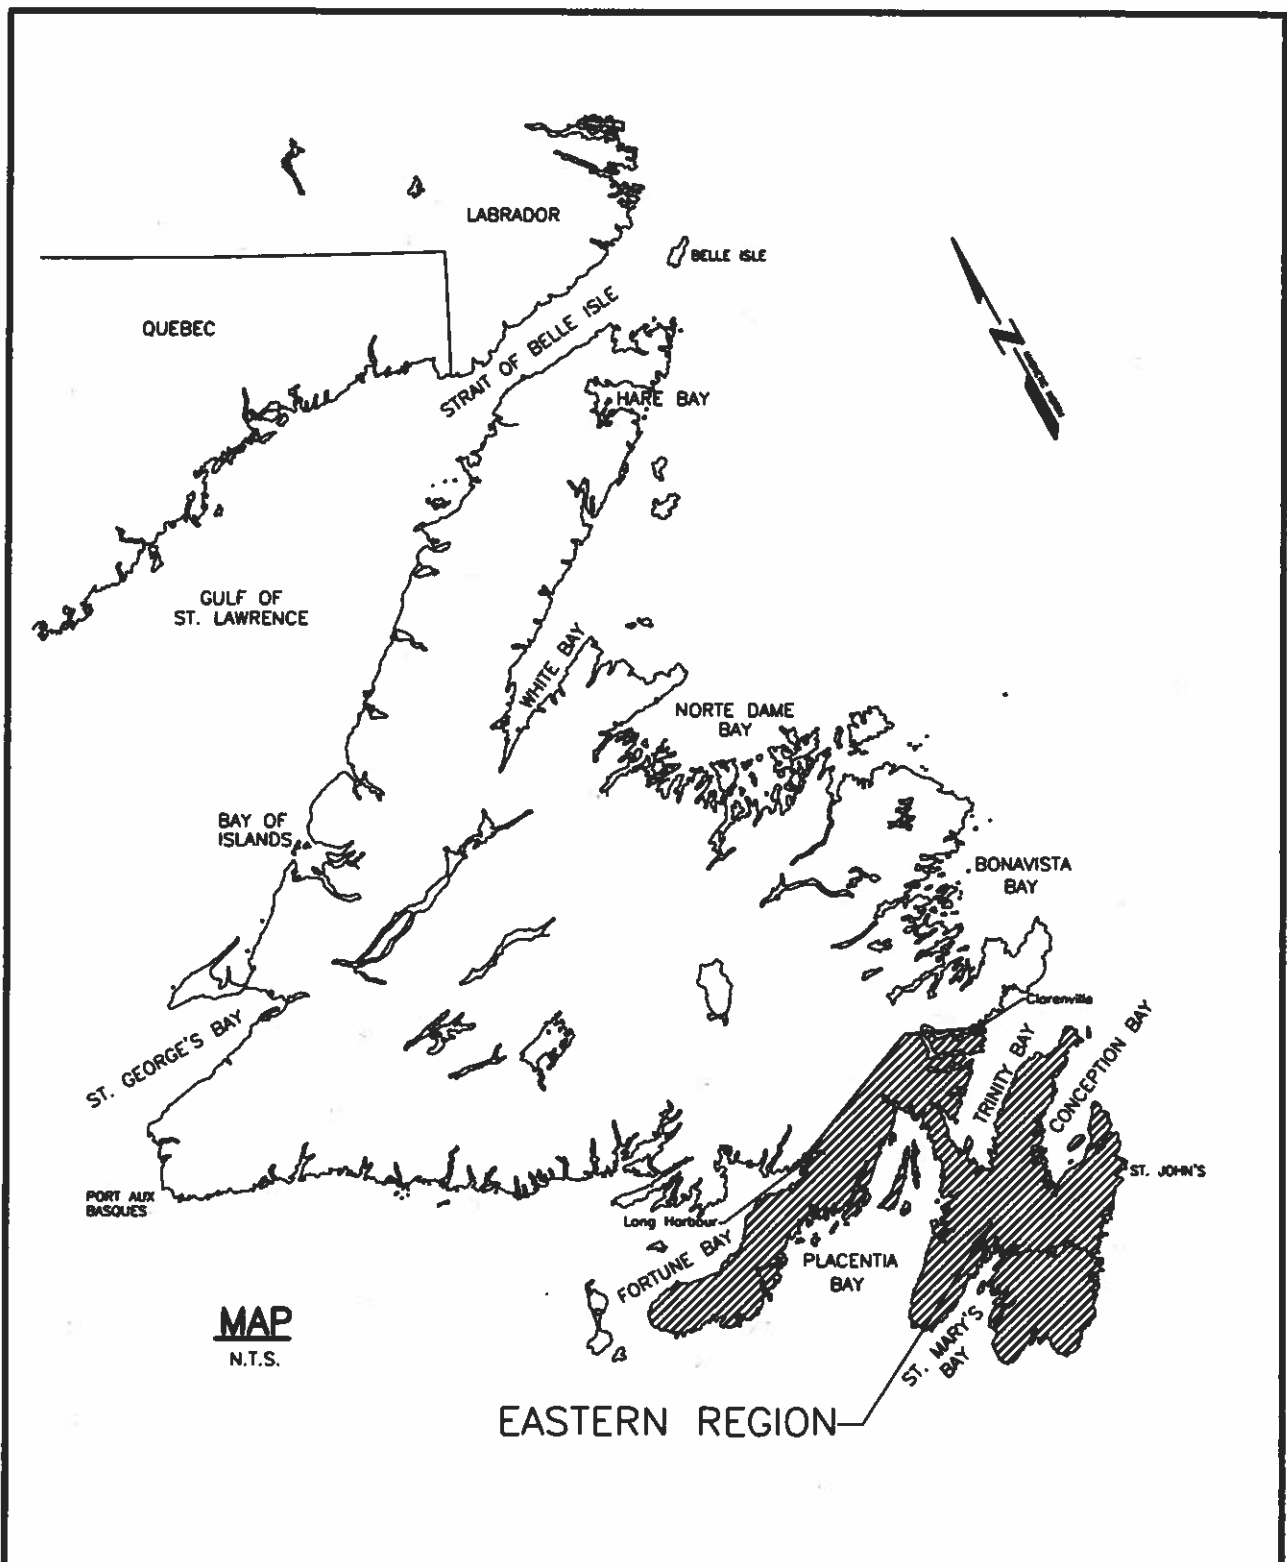 LABRADOR
BELLE ISLE
QUEBEC
STRAIT OF BELLE ISLE
N
HARE BAY
GULF OF
ST. LAWRENCE
WHITE BAY
NORTE DAME
BAY
BAY OF
ISLANDS
BONAVISTA
BAY
Clarenville
ST. GEORGE'S BAY
TRINITY BAY
CONCEPTION BAY
ST. JOHN'S
PORT AUX
BASQUES
Long Harbour
FORTUNE BAY
PLACENTIA
BAY
MAP
N.T.S.
ST. MARY'S
BAY
EASTERN REGION